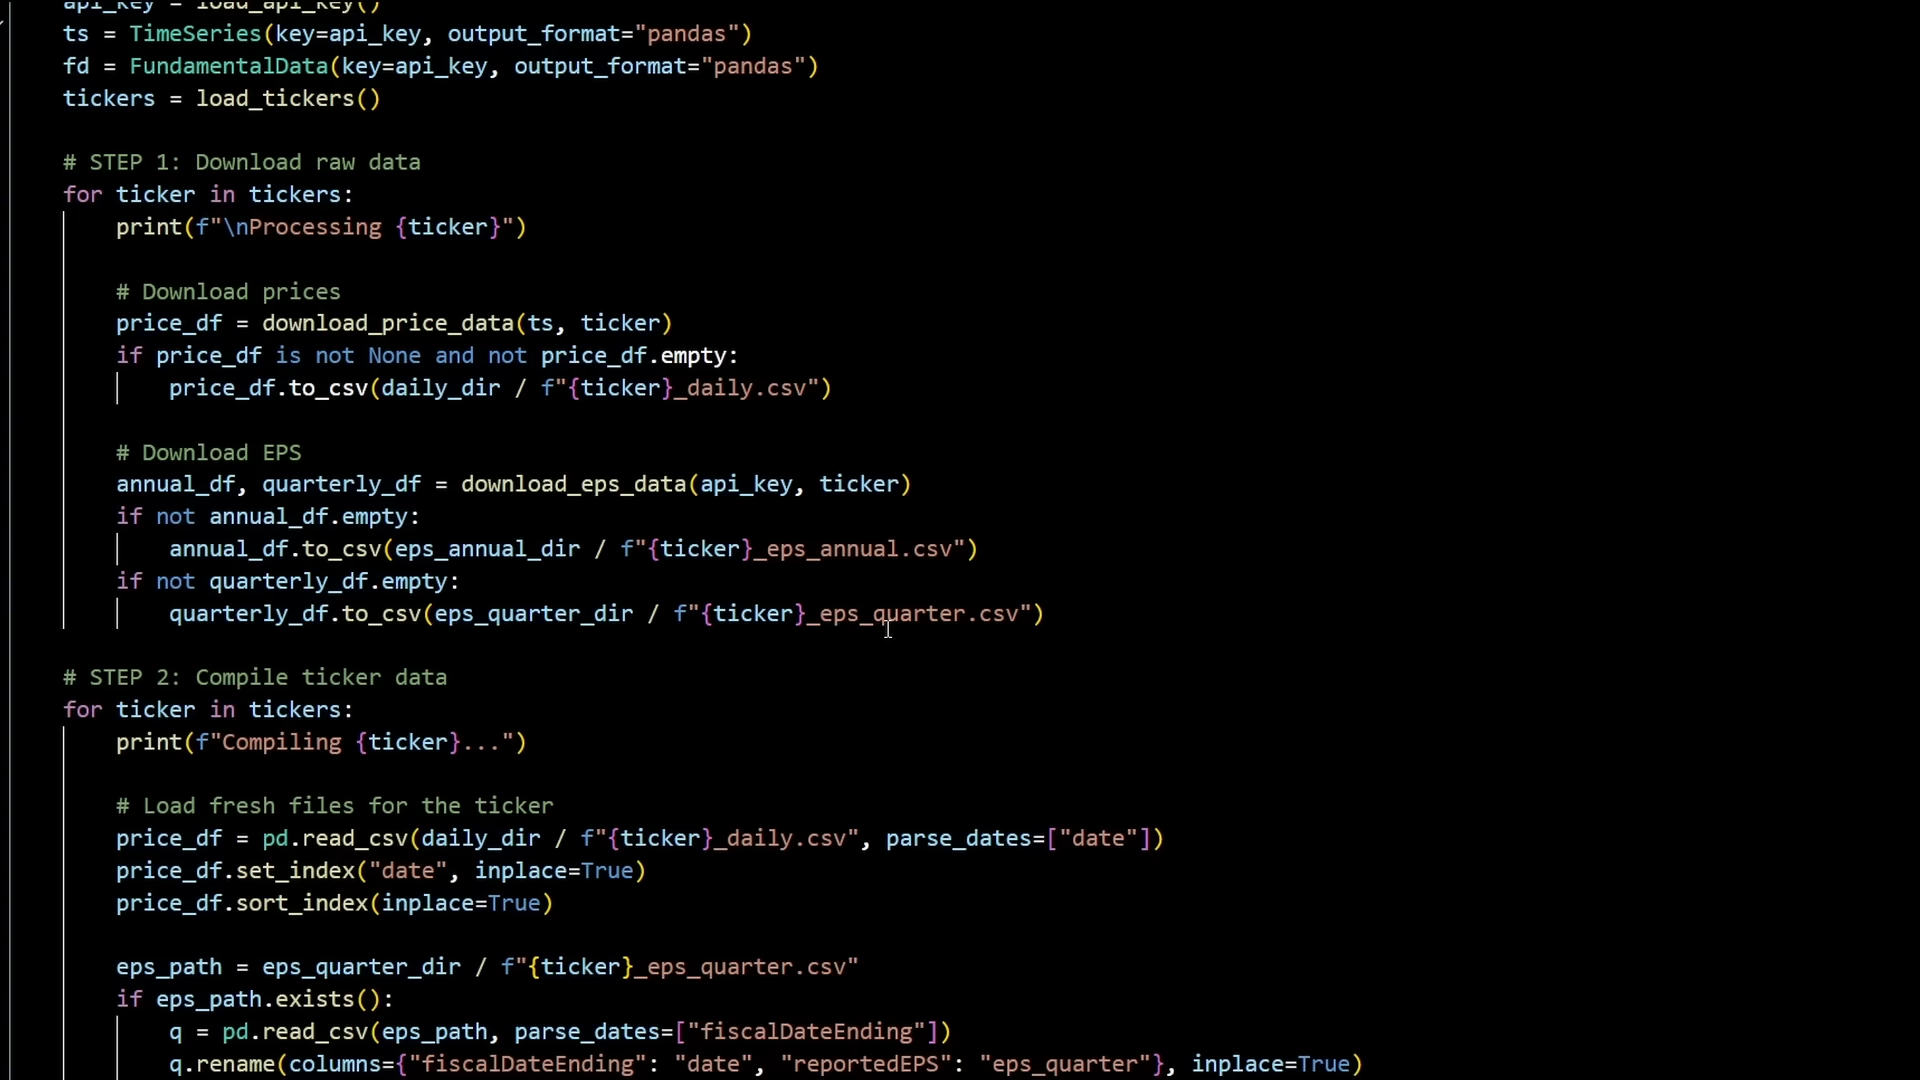 api_key = load_api_key()
ts = TimeSeries(key=api_key, output_format="pandas")
fd = FundamentalData(key=api_key, output_format="pandas")
tickers = load_tickers()
# STEP 1: Download raw data
for ticker in tickers:
print(f"\nProcessing {ticker}")
# Download prices
price_df = download_price_data(ts, ticker)
if price_df is not None and not price_df.empty:
price_df.to_csv(daily_dir / f"{ticker}_daily.csv")
# Download EPS
annual_df, quarterly_df = download_eps_data(api_key, ticker)
if not annual_df.empty:
annual_df.to_csv(eps_annual_dir / f"{ticker}_eps_annual.csv")
if not quarterly_df.empty:
quarterly_df.to_csv(eps_quarter_dir / f"{ticker}_eps_quarter.csv")
# STEP 2: Compile ticker data
for ticker in tickers:
print(f"Compiling {ticker}...")
# Load fresh files for the ticker
price_df = pd.read_csv(daily_dir / f"{ticker}_daily.csv", parse_dates=["date"])
price_df.set_index("date", inplace=True)
price_df.sort_index(inplace=True)
eps_path = eps_quarter_dir / f"{ticker}_eps_quarter.csv"
if eps_path.exists():
q = pd.read_csv(eps_path, parse_dates=["fiscalDateEnding"])
q.rename(columns={"fiscalDateEnding": "date", "reportedEPS": "eps_quarter"}, inplace=True)